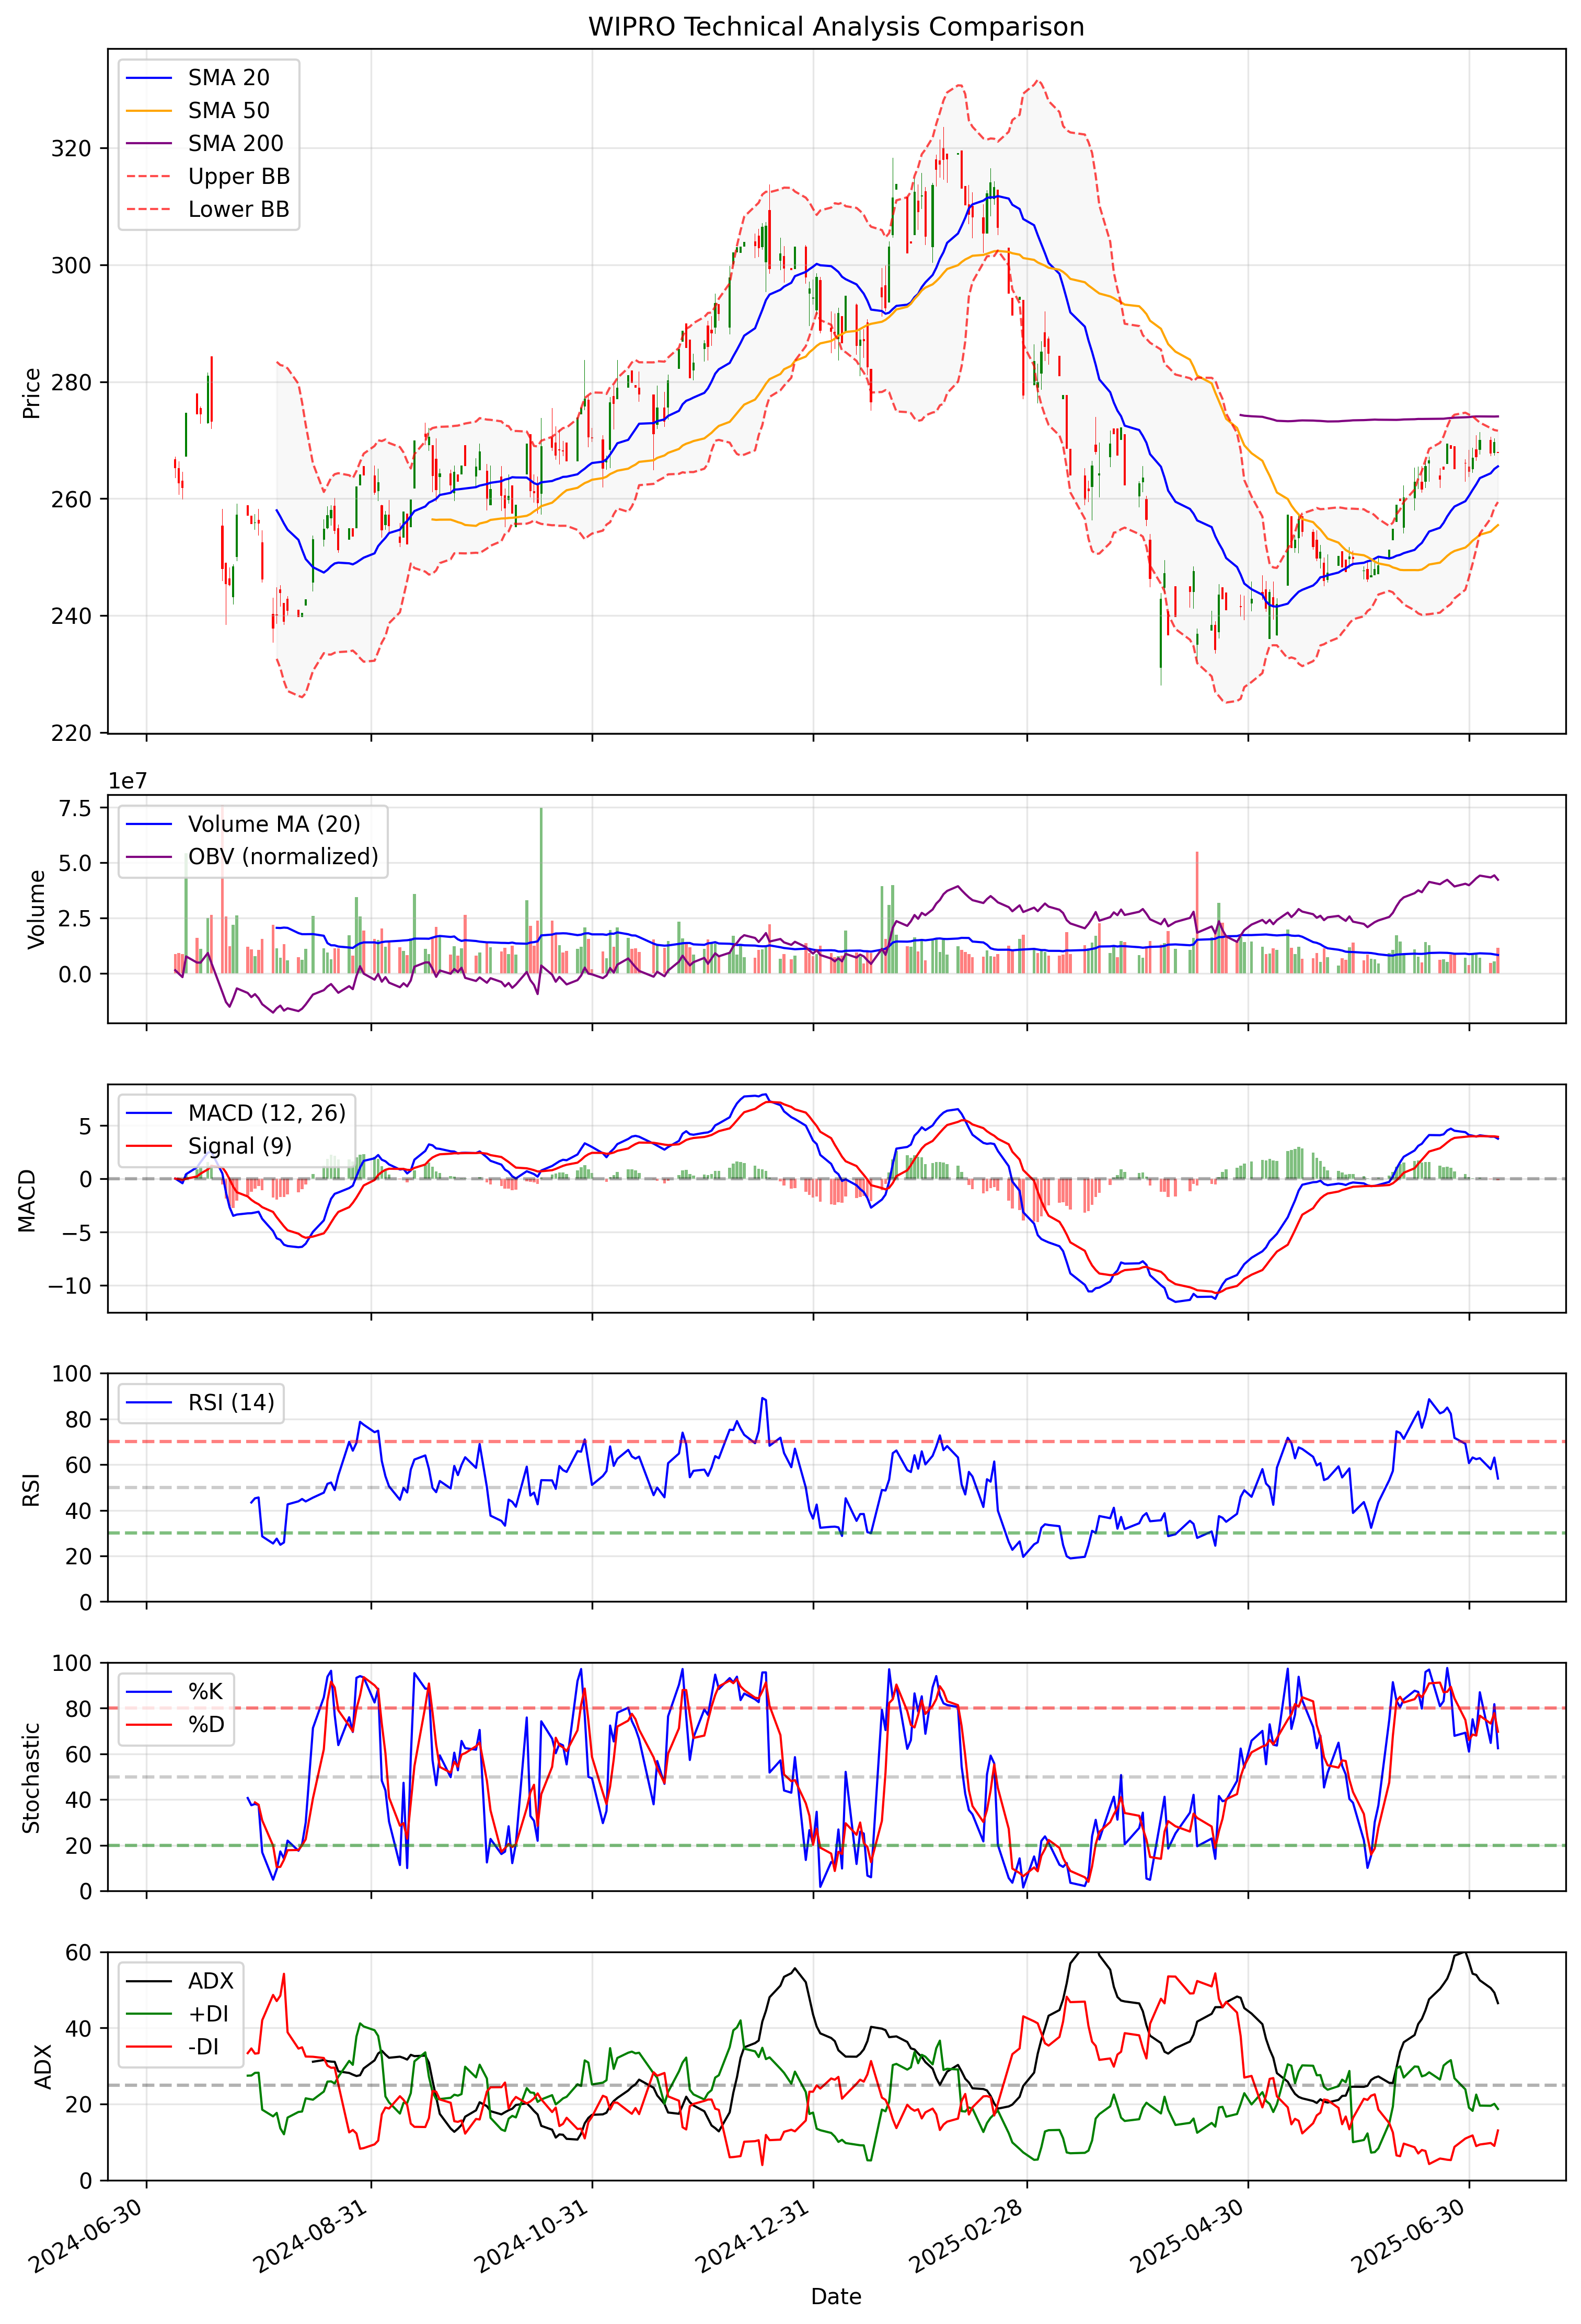 WIPRO Technical Analysis Comparison
SMA 20
SMA 50
SMA 200
Upper BB
Lower BB
320
300
280
260
240
220
Price
1e7
Volume MA (20)
OBV (normalized)
7.5
5.0
2.5
0.0
Volume
MACD (12, 26)
Signal (9)
5
0
−5
−10
MACD
RSI (14)
100
80
60
40
20
0
RSI
%K
%D
100
80
60
40
20
0
Stochastic
ADX
+DI
-DI
60
40
20
0
ADX
2024-06-30
2024-08-31
2024-10-31
2024-12-31
2025-02-28
2025-04-30
2025-06-30
Date